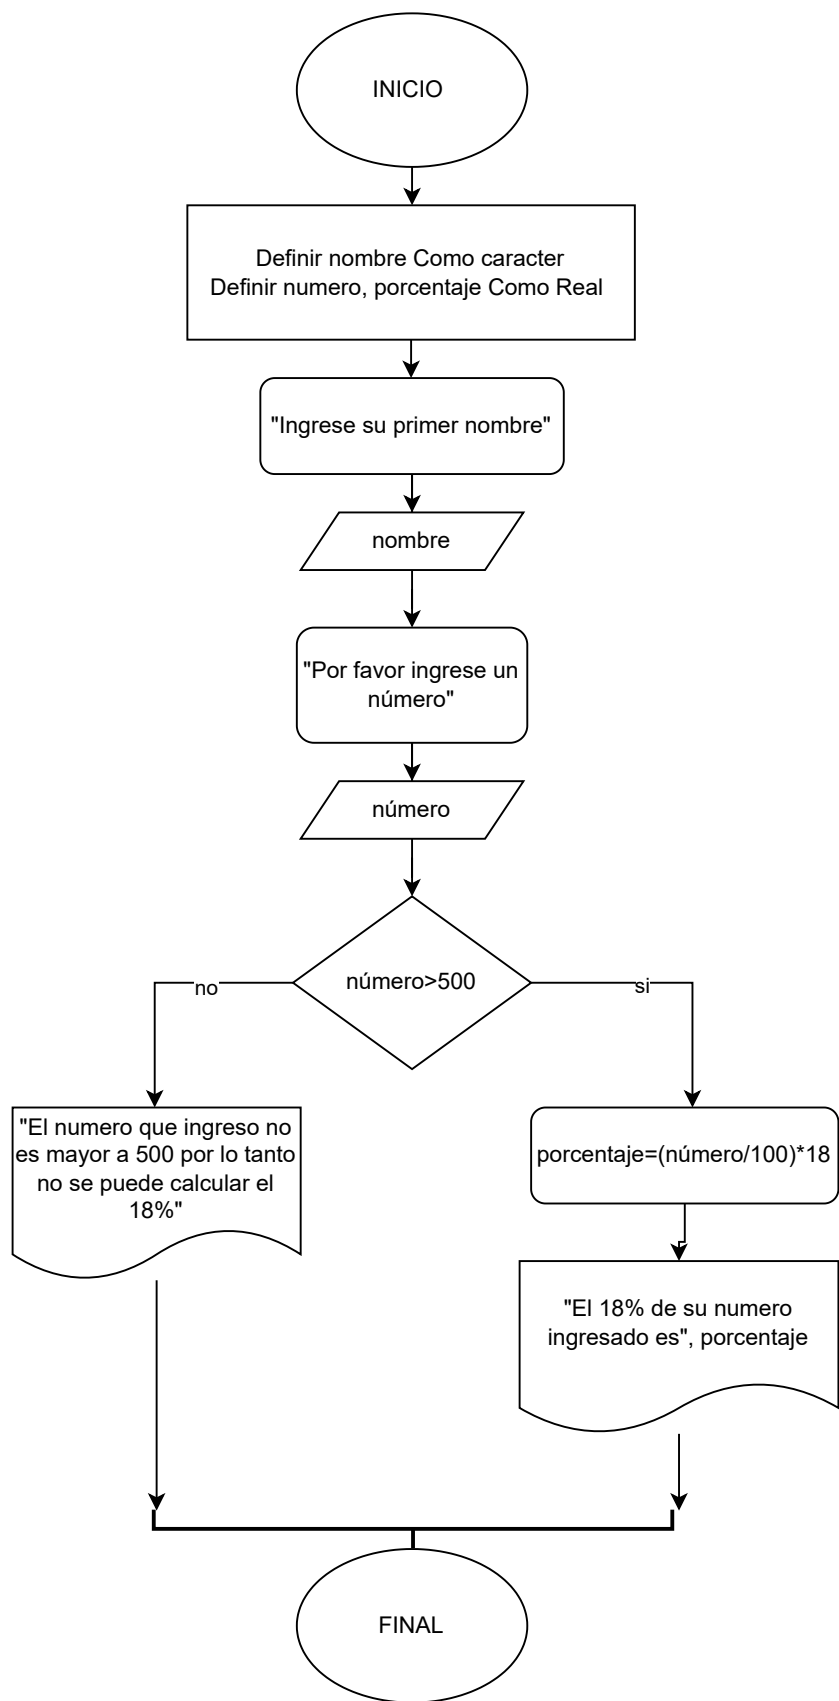 INICIO
Definir nombre Como caracter
Definir numero, porcentaje Como Real
"Ingrese su primer nombre"
nombre
"Por favor ingrese un
número"
número
número>500
no
si
"El numero que ingreso no
es mayor a 500 por lo tanto
no se puede calcular el
18%"
porcentaje=(número/100)*18
"El 18% de su numero
ingresado es", porcentaje
FINAL